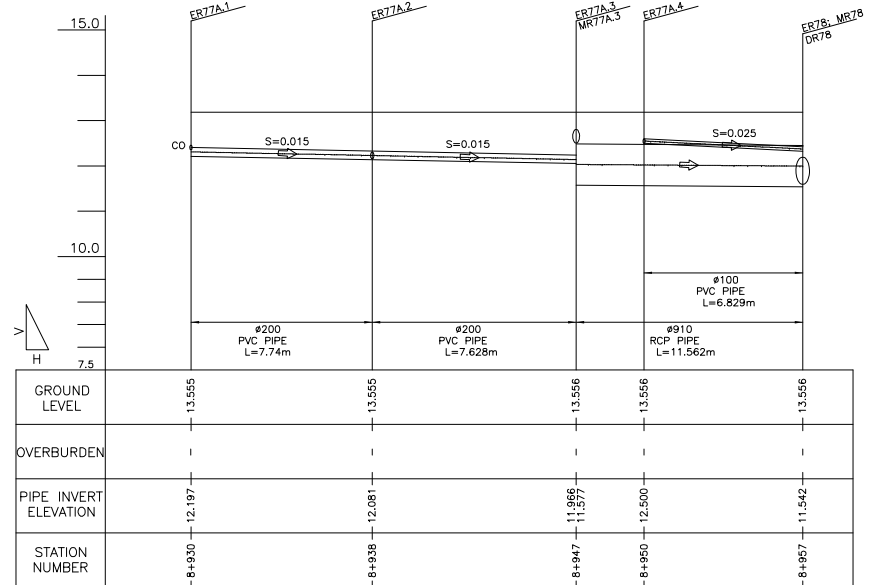 ER77A.1
ER77A.2
ER77A.3
MR77A.3
ER77A.4
ER78; MR78
DR78
15.0
CO
S=0.015
S=0.015
S=0.025
10.0
ø100
PVC PIPE
L=6.829m
ø200
PVC PIPE
L=7.74m
ø200
PVC PIPE
L=7.628m
ø910
RCP PIPE
L=11.562m
V
H
7.5
GROUND
LEVEL
13.555
13.555
13.556
13.556
13.556
OVERBURDEN
-
-
-
-
-
PIPE INVERT
ELEVATION
12.197
12.081
11.966
11.577
12.500
11.542
STATION
NUMBER
8+930
8+938
8+947
8+950
8+957